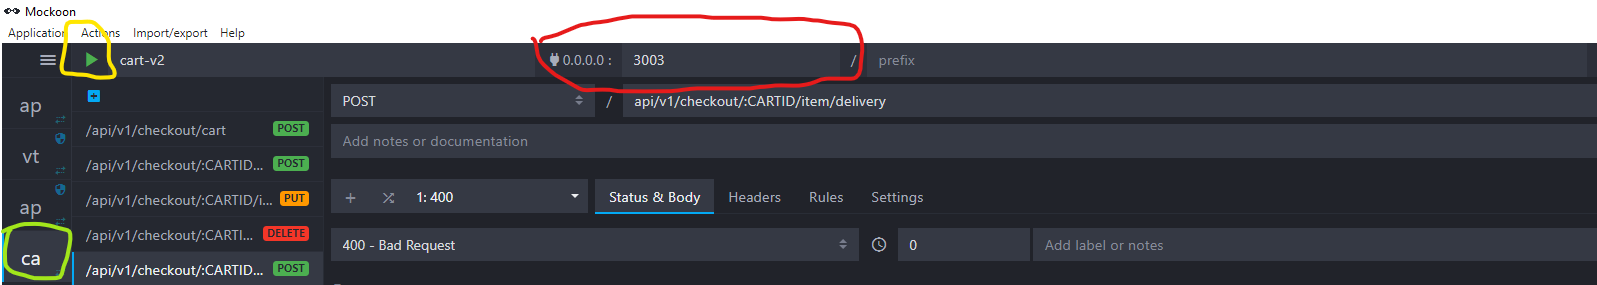 Mockoon
Application Actions Import/export Help
cart-v2 0.0.0.0 : 3003 / prefix
ap
vt
ap
ca
/api/v1/checkout/cart POST
/api/v1/checkout/:CARTID... POST
/api/v1/checkout/:CARTID/i... PUT
/api/v1/checkout/:CARTI... DELETE
/api/v1/checkout/:CARTID... POST
POST / api/v1/checkout/:CARTID/item/delivery
Add notes or documentation
1: 400 Status & Body Headers Rules Settings
400 - Bad Request 0 Add label or notes